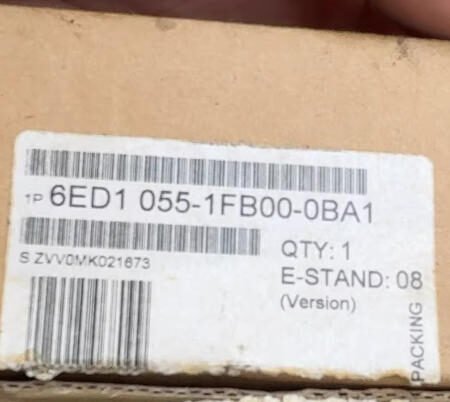 1P 6ED1 055-1FB00-0BA1
S ZVV0MK021673
QTY: 1
E-STAND: 08
(Version)
PACKING